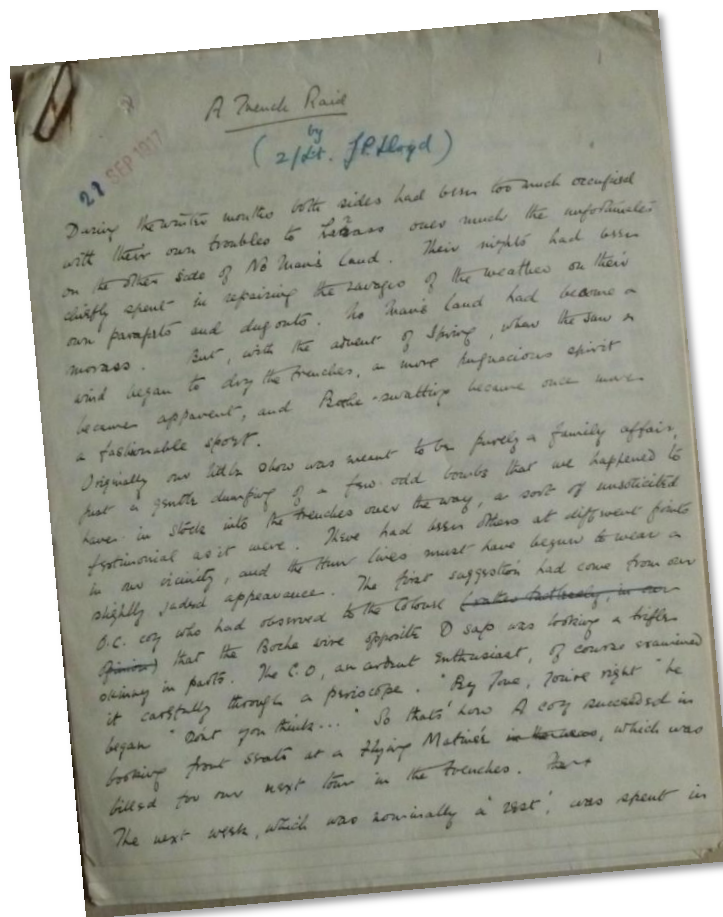 A Trench Raid
(by
2/Lt. J.P. Lloyd)
21 SEP 1917
During the winter months both sides had been too much occupied
with their own troubles to harass over much the unfortunates
on the other side of No Man's Land. Their nights had been
chiefly spent in repairing the ravages of the weather on their
own parapets and dugouts. No Man's Land had become a
morass. But, with the advent of Spring, when the sun &
wind began to dry the trenches, a more pugnacious spirit
became apparent, and Boche-swatting became once more
a fashionable sport.
Originally our little show was meant to be purely a family affair,
just a gentle dumping of a few odd bombs that we happened to
have in stock into the trenches over the way, a sort of unsolicited
testimonial as it were. There had been others at different points
in our vicinity, and the Hun lines must have begun to wear a
slightly jaded appearance. The first suggestion had come from our
O.C. coy who had observed to the Colonel (rather tactlessly, in our
opinion) that the Boche wire opposite D sap was looking a trifle
skinny in parts. The C.O, an ardent enthusiast, of course examined
it carefully through a periscope. "By Jove, you're right" he
began "Don't you think..." So that's how A coy succeeded in
booking front seats at a Flying Matinée in, which was
billed for our next tour in the trenches.
The next week, which was nominally a 'rest', was spent in